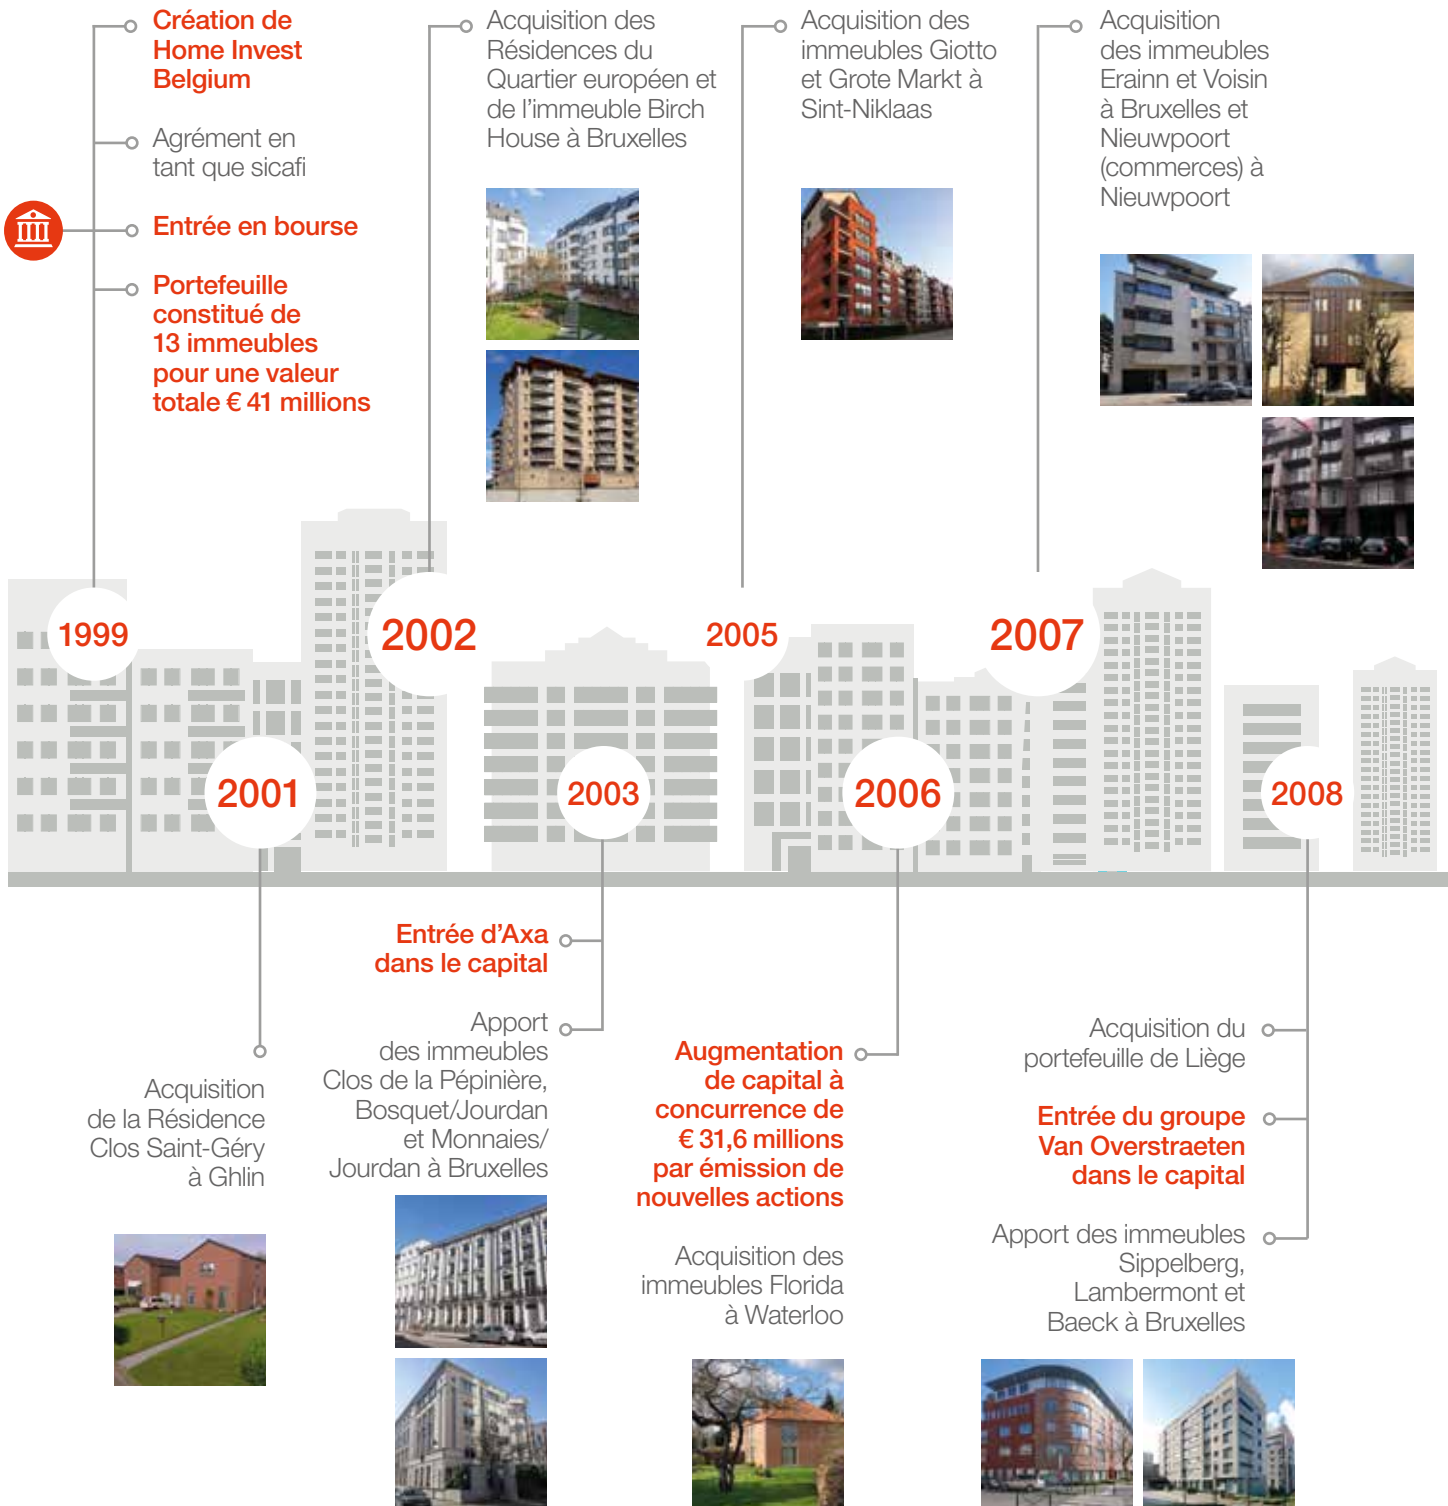 Création de
Home Invest
Belgium
Agrément en
tant que sicafi
Entrée en bourse
Portefeuille
constitué de
13 immeubles
pour une valeur
totale € 41 millions
Acquisition des
Résidences du
Quartier européen et
de l'immeuble Birch
House à Bruxelles
Acquisition des
immeubles Giotto
et Grote Markt à
Sint-Niklaas
Acquisition
des immeubles
Erainn et Voisin
à Bruxelles et
Nieuwpoort
(commerces) à
Nieuwpoort
1999
2002
2005
2007
2001
2003
2006
2008
Acquisition
de la Résidence
Clos Saint-Géry
à Ghlin
Entrée d'Axa
dans le capital
Apport
des immeubles
Clos de la Pépinière,
Bosquet/Jourdan
et Monnaies/
Jourdan à Bruxelles
Augmentation
de capital à
concurrence de
€ 31,6 millions
par émission de
nouvelles actions
Acquisition des
immeubles Florida
à Waterloo
Acquisition du
portefeuille de Liège
Entrée du groupe
Van Overstraeten
dans le capital
Apport des immeubles
Sippelberg,
Lambermont et
Baeck à Bruxelles